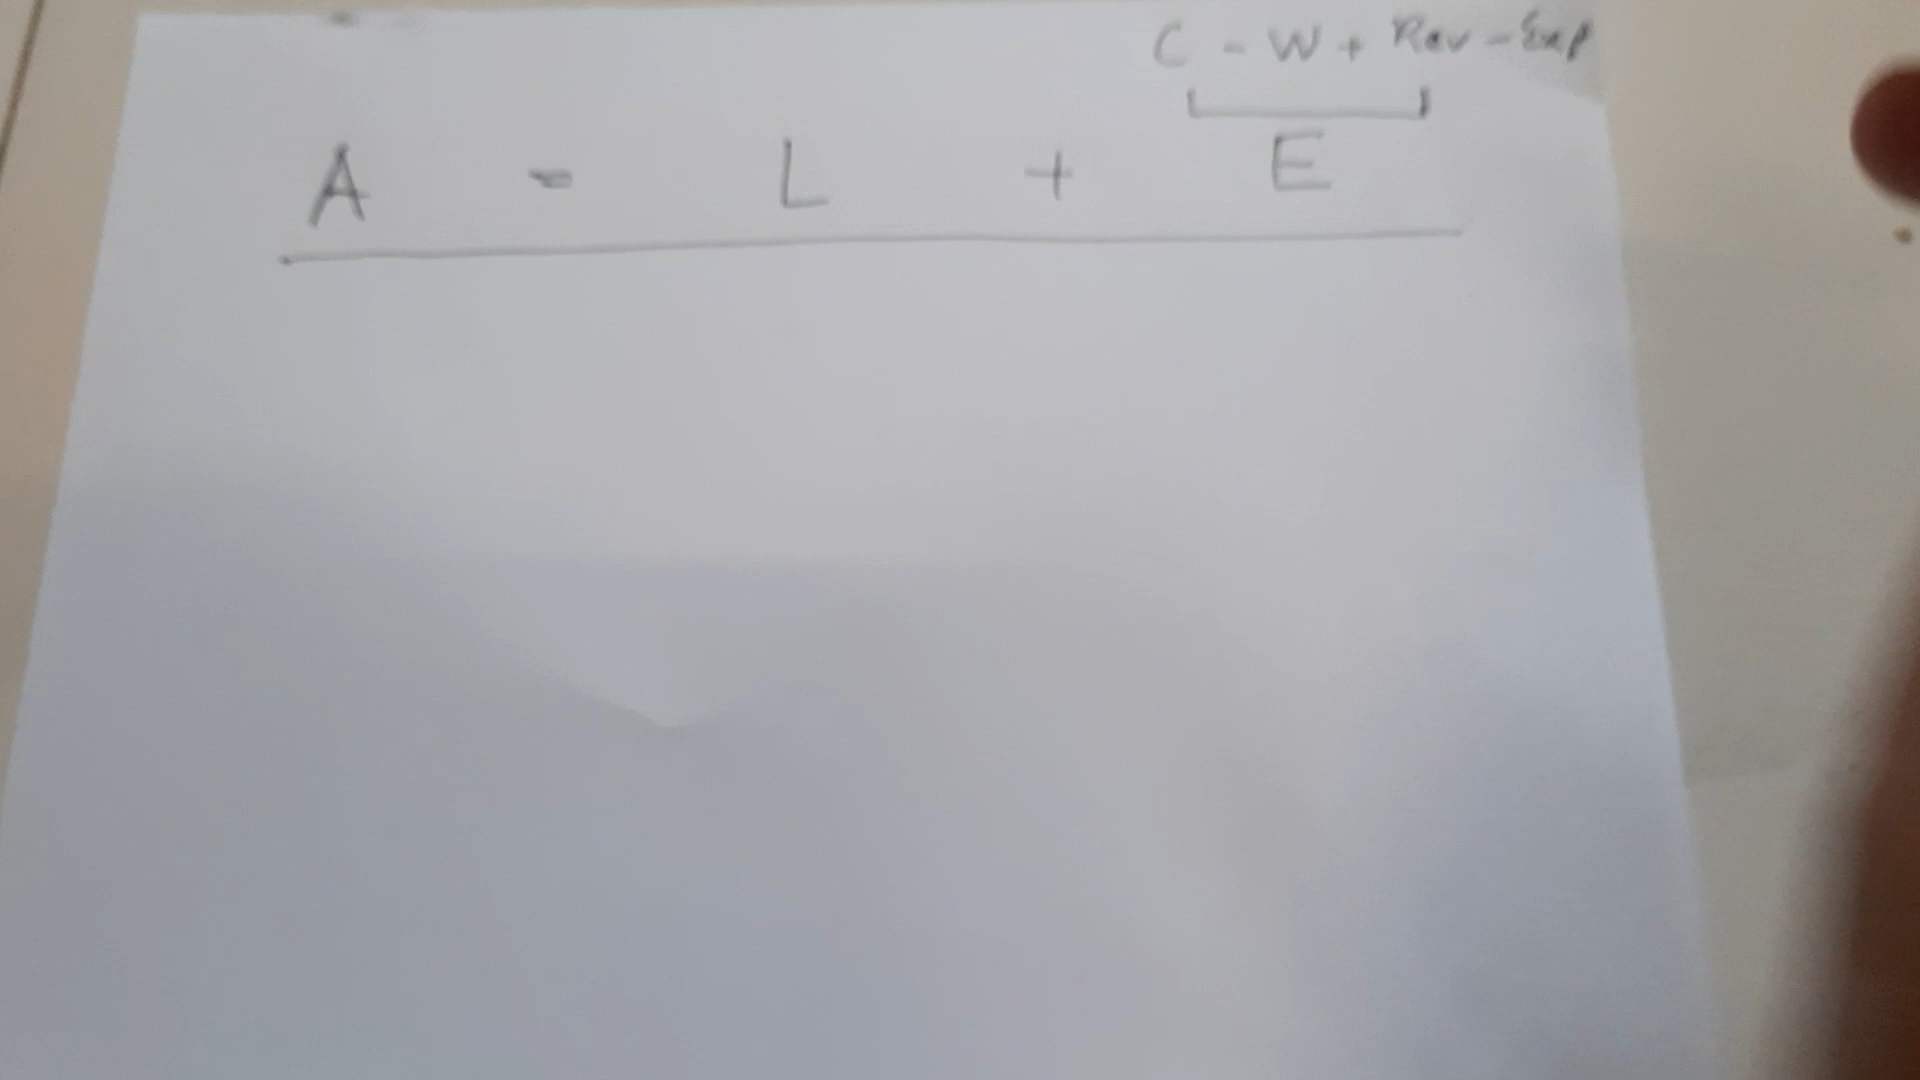 C - W + Rev - Exp
A = L + E